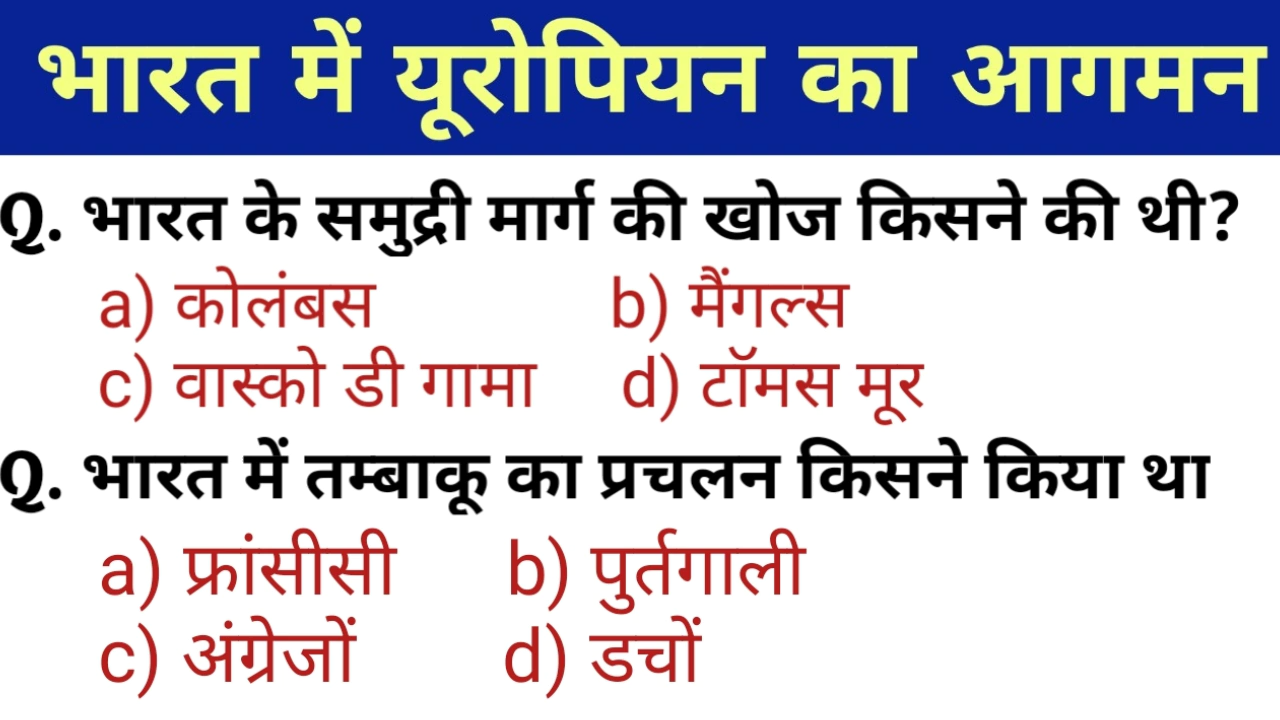 भारत में यूरोपियन का आगमन
Q. भारत के समुद्री मार्ग की खोज किसने की थी?
a) कोलंबस b) मैंगल्स
c) वास्को डी गामा d) टॉमस मूर
Q. भारत में तम्बाकू का प्रचलन किसने किया था
a) फ्रांसीसी b) पुर्तगाली
c) अंग्रेजों d) डचों